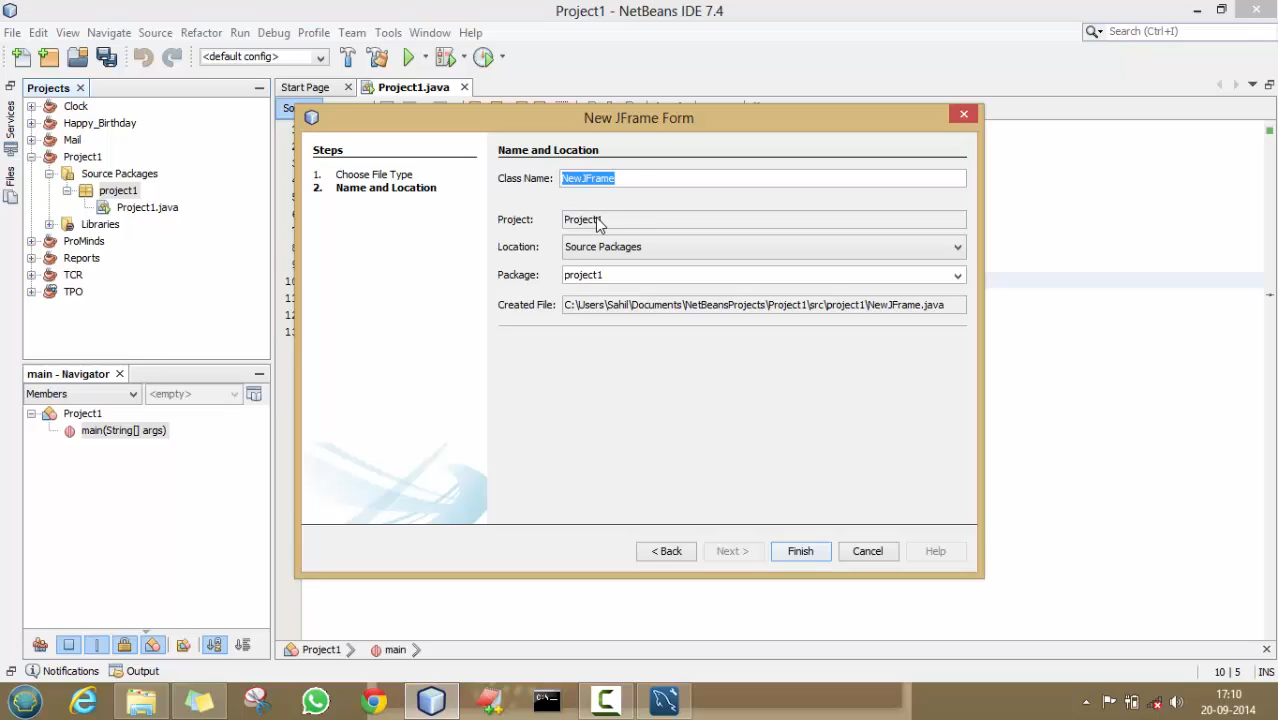 Project1 - NetBeans IDE 7.4
File Edit View Navigate Source Refactor Run Debug Profile Team Tools Window Help
Search (Ctrl+I)
<default config>
Projects
Start Page
Project1.java
Services
Files
Clock
Happy_Birthday
Mail
Project1
Source Packages
project1
Project1.java
Libraries
ProMinds
Reports
TCR
TPO
New JFrame Form
Steps
1. Choose File Type
2. Name and Location
Name and Location
Class Name: NewJFrame
Project: Project1
Location: Source Packages
Package: project1
Created File: C:\Users\Sahil\Documents\NetBeansProjects\Project1\src\project1\NewJFrame.java
< Back
Next >
Finish
Cancel
Help
main - Navigator
Members
<empty>
Project1
main(String[] args)
Project1
main
Notifications
Output
10 | 5
INS
17:10
20-09-2014